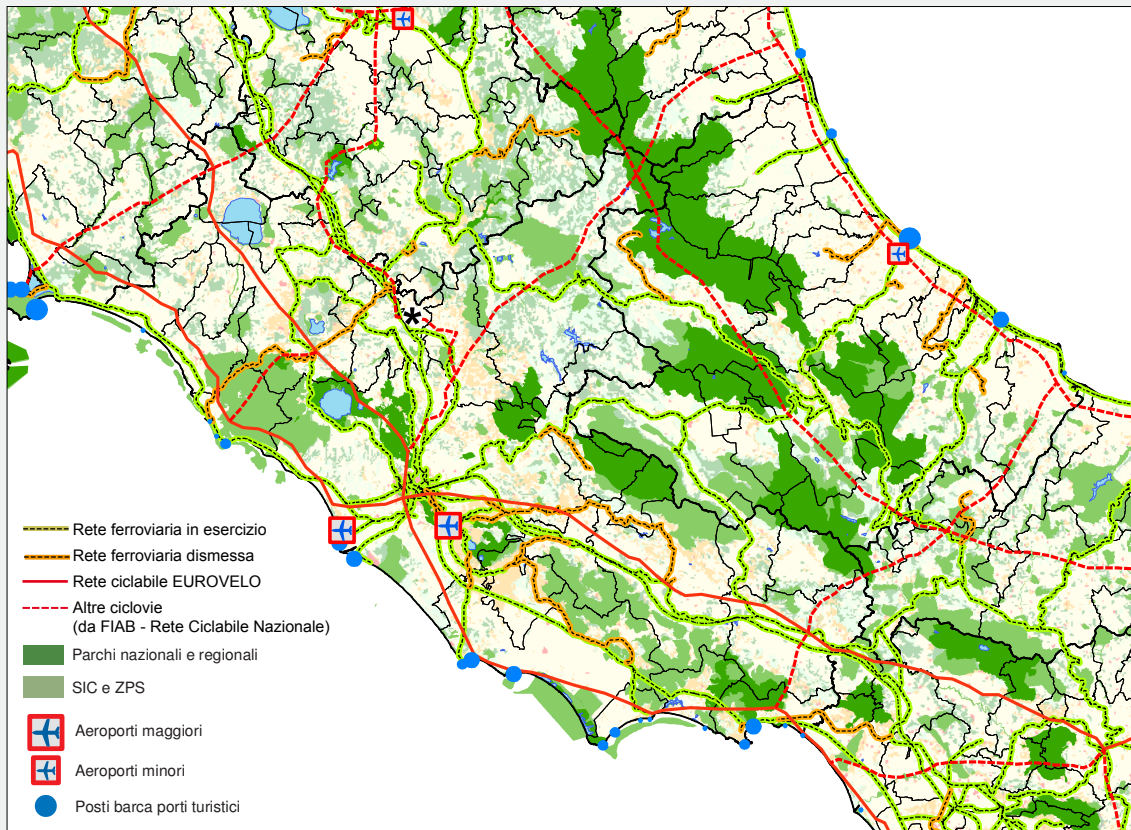 *
Rete ferroviaria in esercizio
Rete ferroviaria dismessa
Rete ciclabile EUROVELO
Altre ciclovie
(da FIAB - Rete Ciclabile Nazionale)
Parchi nazionali e regionali
SIC e ZPS
Aeroporti maggiori
Aeroporti minori
Posti barca porti turistici